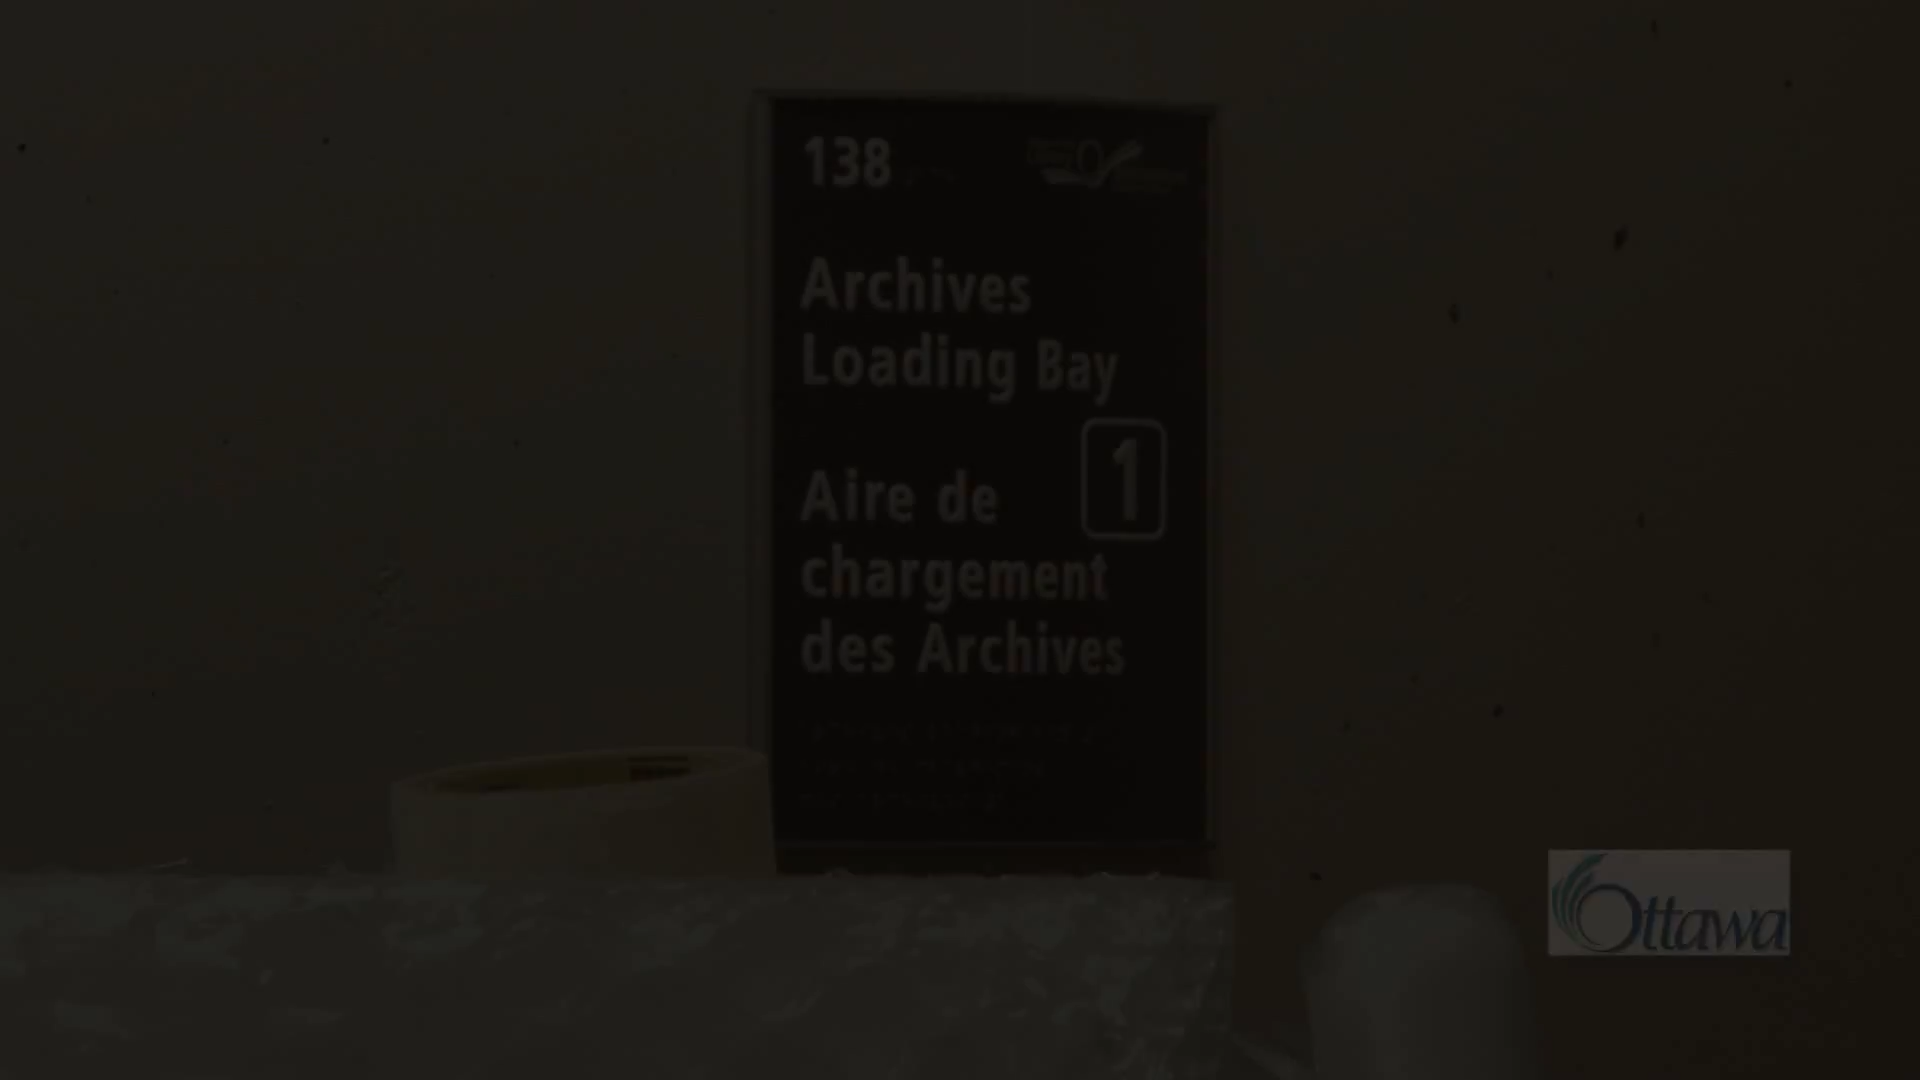 138
Archives
Loading Bay
1
Aire de
chargement
des Archives
Ottawa